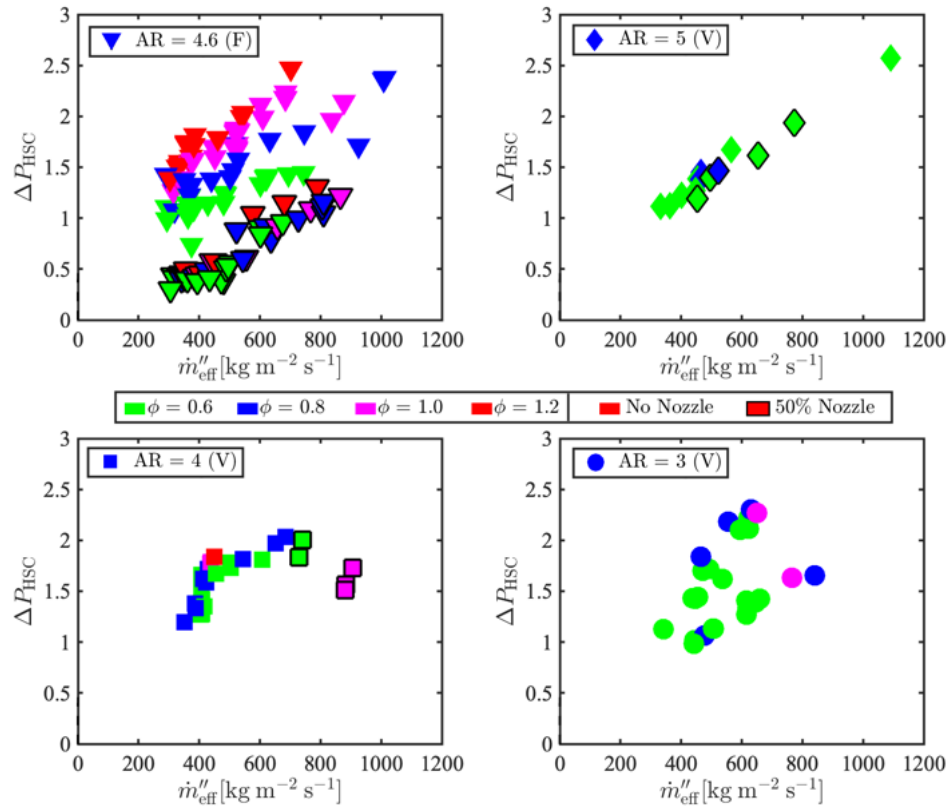 AR = 4.6 (F)
ΔP_HSC
3
2.5
2
1.5
1
0.5
0
0 200 400 600 800 1000 1200
ṁ″_eff [kg m⁻² s⁻¹]
AR = 5 (V)
ΔP_HSC
3
2.5
2
1.5
1
0.5
0
0 200 400 600 800 1000 1200
ṁ″_eff [kg m⁻² s⁻¹]
ϕ = 0.6 ϕ = 0.8 ϕ = 1.0 ϕ = 1.2 No Nozzle 50% Nozzle
AR = 4 (V)
ΔP_HSC
3
2.5
2
1.5
1
0.5
0
0 200 400 600 800 1000 1200
ṁ″_eff [kg m⁻² s⁻¹]
AR = 3 (V)
ΔP_HSC
3
2.5
2
1.5
1
0.5
0
0 200 400 600 800 1000 1200
ṁ″_eff [kg m⁻² s⁻¹]